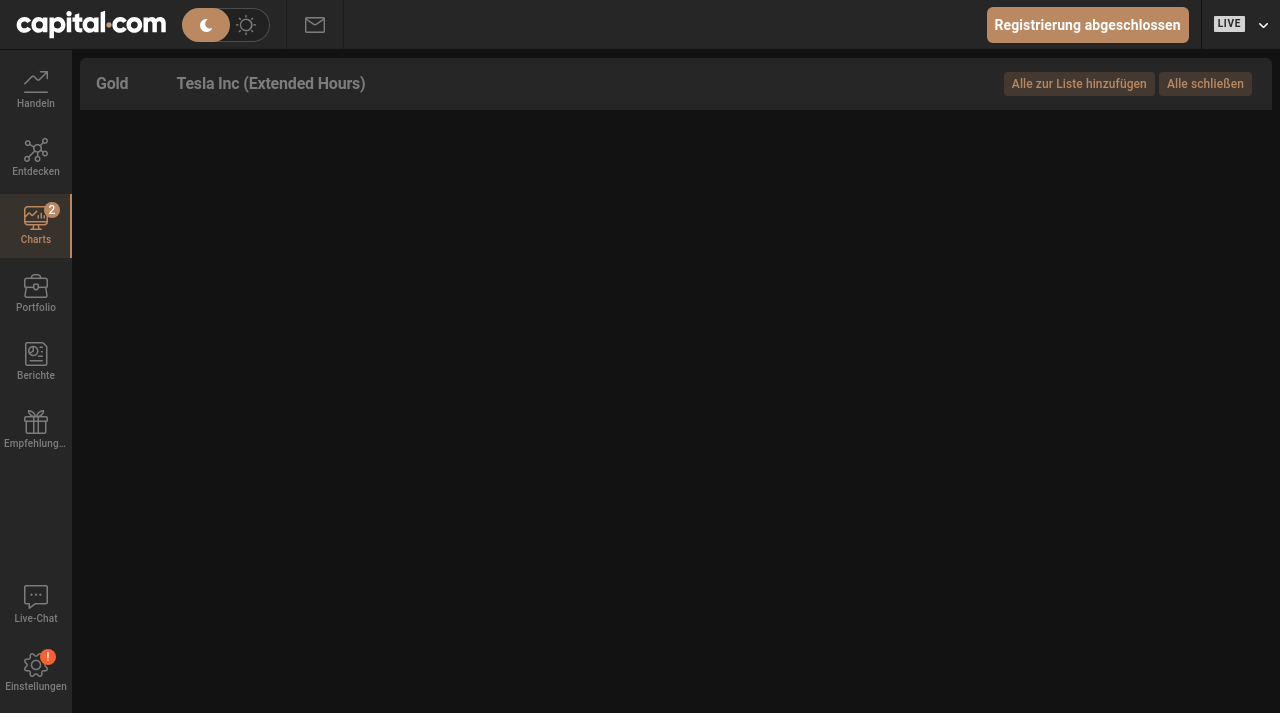 capital.com
Registrierung abgeschlossen
LIVE
Gold
Tesla Inc (Extended Hours)
Alle zur Liste hinzufügen
Alle schließen
Handeln
Entdecken
2
Charts
Portfolio
Berichte
Empfehlung...
Live-Chat
!
Einstellungen